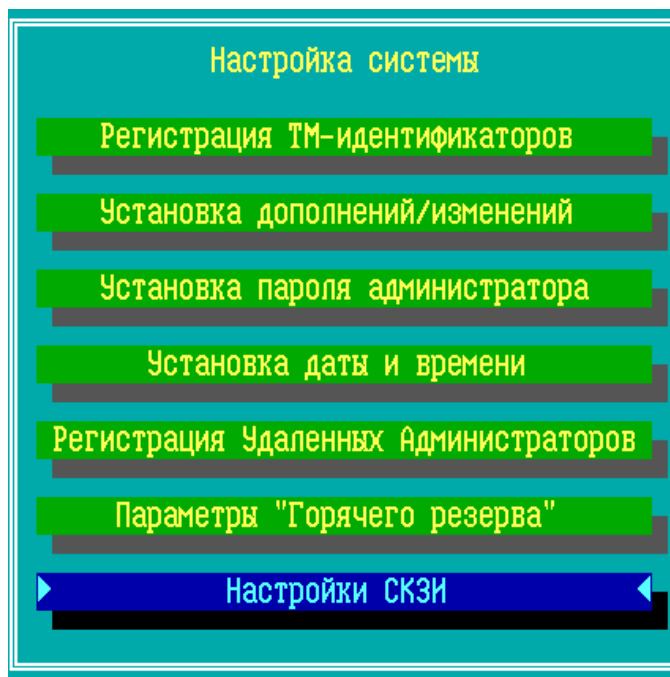 Настройка системы
Регистрация ТМ-идентификаторов
Установка дополнений/изменений
Установка пароля администратора
Установка даты и времени
Регистрация Удаленных Администраторов
Параметры "Горячего резерва"
Настройки СКЗИ